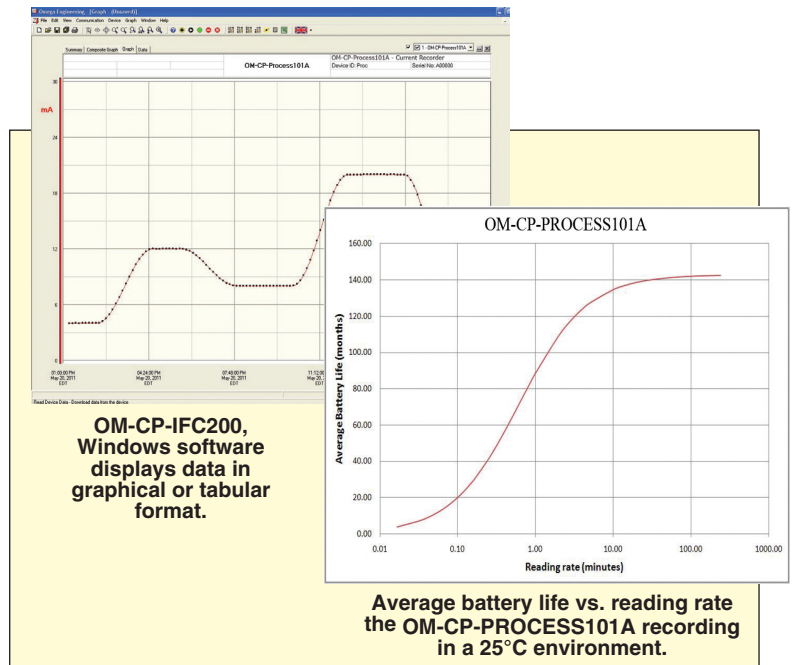 Omega Engineering - [Graph - (Unsaved)]
File Edit View Communication Device Graph Window Help
Summary Composite Graph Graph Data
1 - OM-CP-Process101A
OM-CP-Process101A
OM-CP-Process101A - Current Recorder
Device ID: Proc Serial No: A00000
mA
30
24
18
12
6
0
01:00:00 PM
May 20, 2011
EDT
04:24:00 PM
May 20, 2011
EDT
07:48:00 PM
May 20, 2011
EDT
11:12:00
May 20,
EDT
Read Device Data - Download data from the device
OM-CP-IFC200,
Windows software
displays data in
graphical or tabular
format.
OM-CP-PROCESS101A
Average Battery Life (months)
160.00
140.00
120.00
100.00
80.00
60.00
40.00
20.00
0.00
0.01 0.10 1.00 10.00 100.00 1000.00
Reading rate (minutes)
Average battery life vs. reading rate
the OM-CP-PROCESS101A recording
in a 25°C environment.